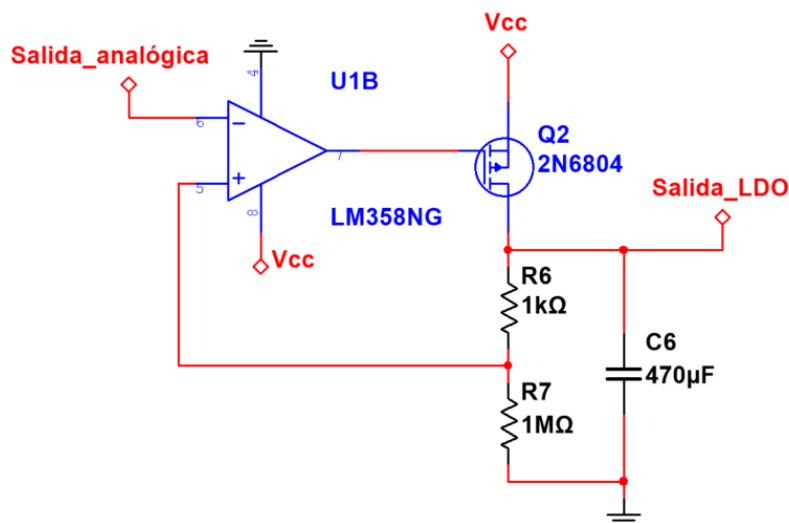 Vcc
Salida_analógica
4
U1B
6
7
5
8
Q2
2N6804
Salida_LDO
LM358NG
Vcc
R6
1kΩ
C6
470µF
R7
1MΩ